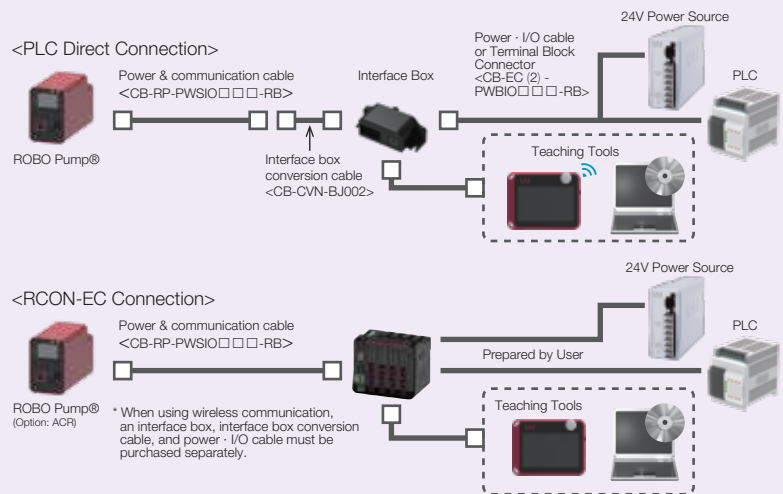 24V Power Source
<PLC Direct Connection>
Power · I/O cable
or Terminal Block
Connector
<CB-EC (2) -
PWBIO□□□-RB>
Power & communication cable
<CB-RP-PWSIO□□□-RB>
Interface Box
PLC
ROBO Pump®
Interface box
conversion cable
<CB-CVN-BJ002>
Teaching Tools
24V Power Source
<RCON-EC Connection>
Power & communication cable
<CB-RP-PWSIO□□□-RB>
PLC
Prepared by User
ROBO Pump®
(Option: ACR)
* When using wireless communication,
an interface box, interface box conversion
cable, and power · I/O cable must be
purchased separately.
Teaching Tools